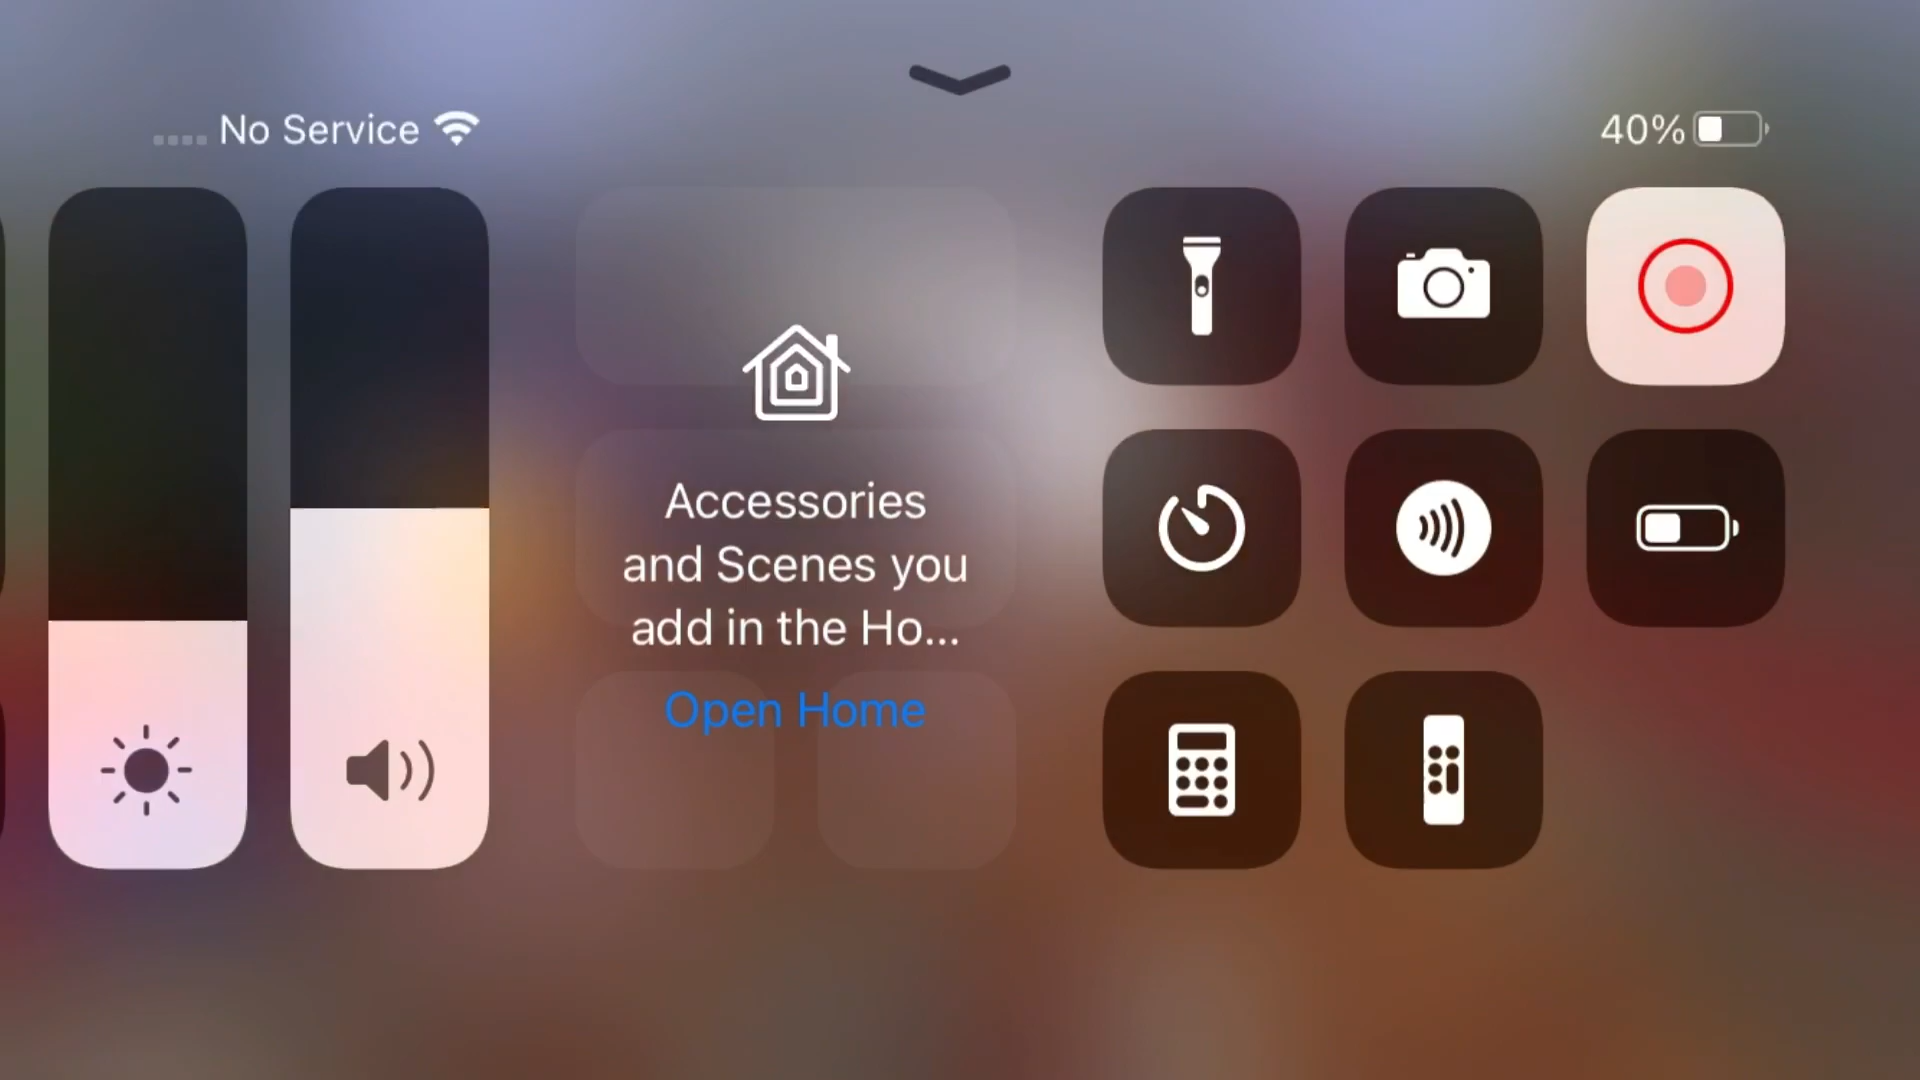 No Service
40%
Accessories
and Scenes you
add in the Ho...
Open Home